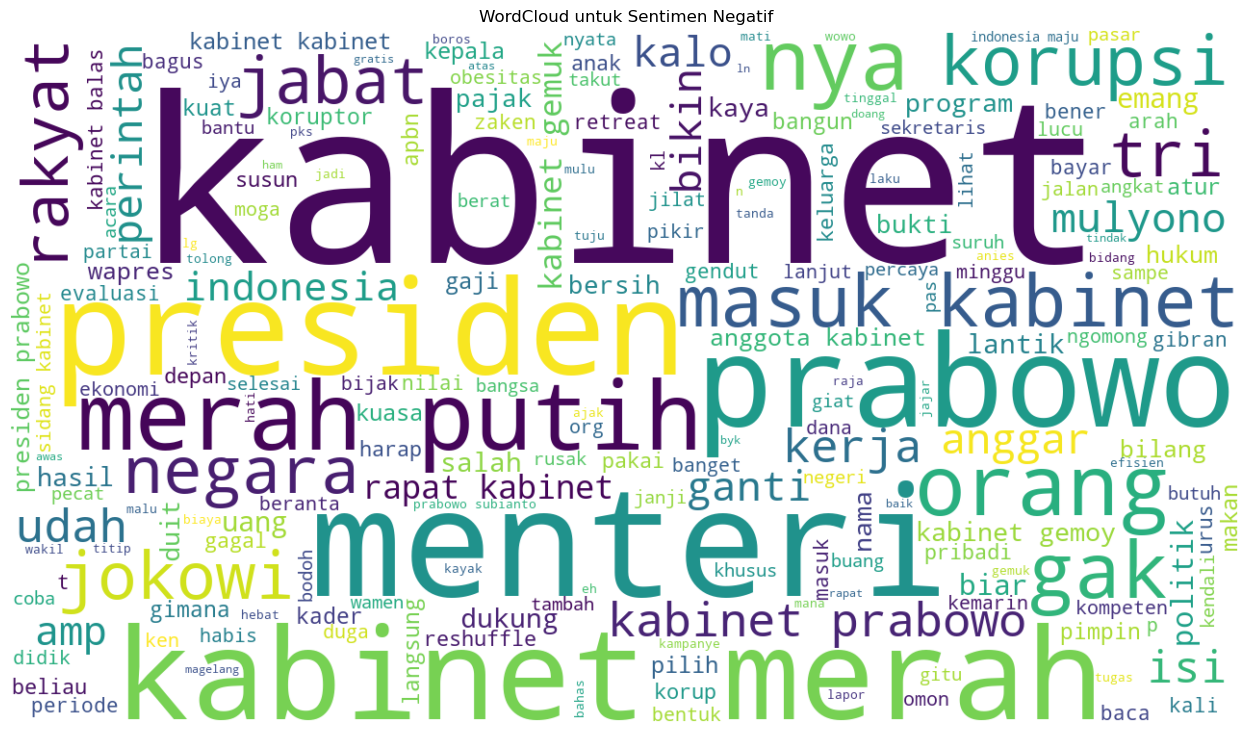 WordCloud untuk Sentimen Negatif
kabinet
presiden
menteri
prabowo
kabinet merah
merah putih
masuk kabinet
nya
korupsi
rakyat
jabat
orang
gak
jokowi
negara
tri
kalo
bikin
perintah
mulyono
indonesia
kabinet gemuk
kabinet prabowo
rapat kabinet
kerja
anggar
ganti
udah
amp
isi
kabinet kabinet
kabinet balas
bagus
iya
kuat
bantu
koruptor
susun
moga
pks
ham
jadi
gratis
boros
atas
kepala
obesitas
pajak
zaken
apbn
berat
maju
nyata
anak
takut
retreat
kl
jilat
pikir
mulu
tuju
mati
ln
wowo
kaya
bangun
tinggal
doang
gemoy
n
tanda
keluarga
laku
bukti
program
sekretaris
indonesia maju
pasar
emang
bener
lucu
arah
bayar
jalan
angkat
atur
lihat
suruh
anies
tindak
bidang
hukum
sampe
acara
partai
lg
tolong
wapres
evaluasi
gaji
bersih
gendut
lanjut
percaya
pas
minggu
presiden prabowo
sidang kabinet
kritik
anggota kabinet
lantik
ngomong
gibran
ekonomi
depan
selesai
hati
bijak
nilai
bangsa
kuasa
org
ajak
harap
raja
giat
jajar
dana
byk
bilang
efisien
awas
hasil
pecat
salah
rusak
pakai
banget
negeri
beranta
prabowo subianto
janji
nama
baik
butuh
urus
makan
malu
biaya
duit
uang
gagal
wakil
titip
bodoh
kayak
khusus
buang
masuk
pribadi
kabinet gemoy
politik
kendali
t
coba
gimana
hebat
kader
wamen
eh
tambah
dukung
mana
rapat
gemuk
biar
kemarin
kompeten
pimpin
p
didik
ken
habis
duga
langsung
reshuffle
kampanye
pilih
gitu
tugas
beliau
periode
magelang
bahas
korup
bentuk
lapor
omon
baca
kali